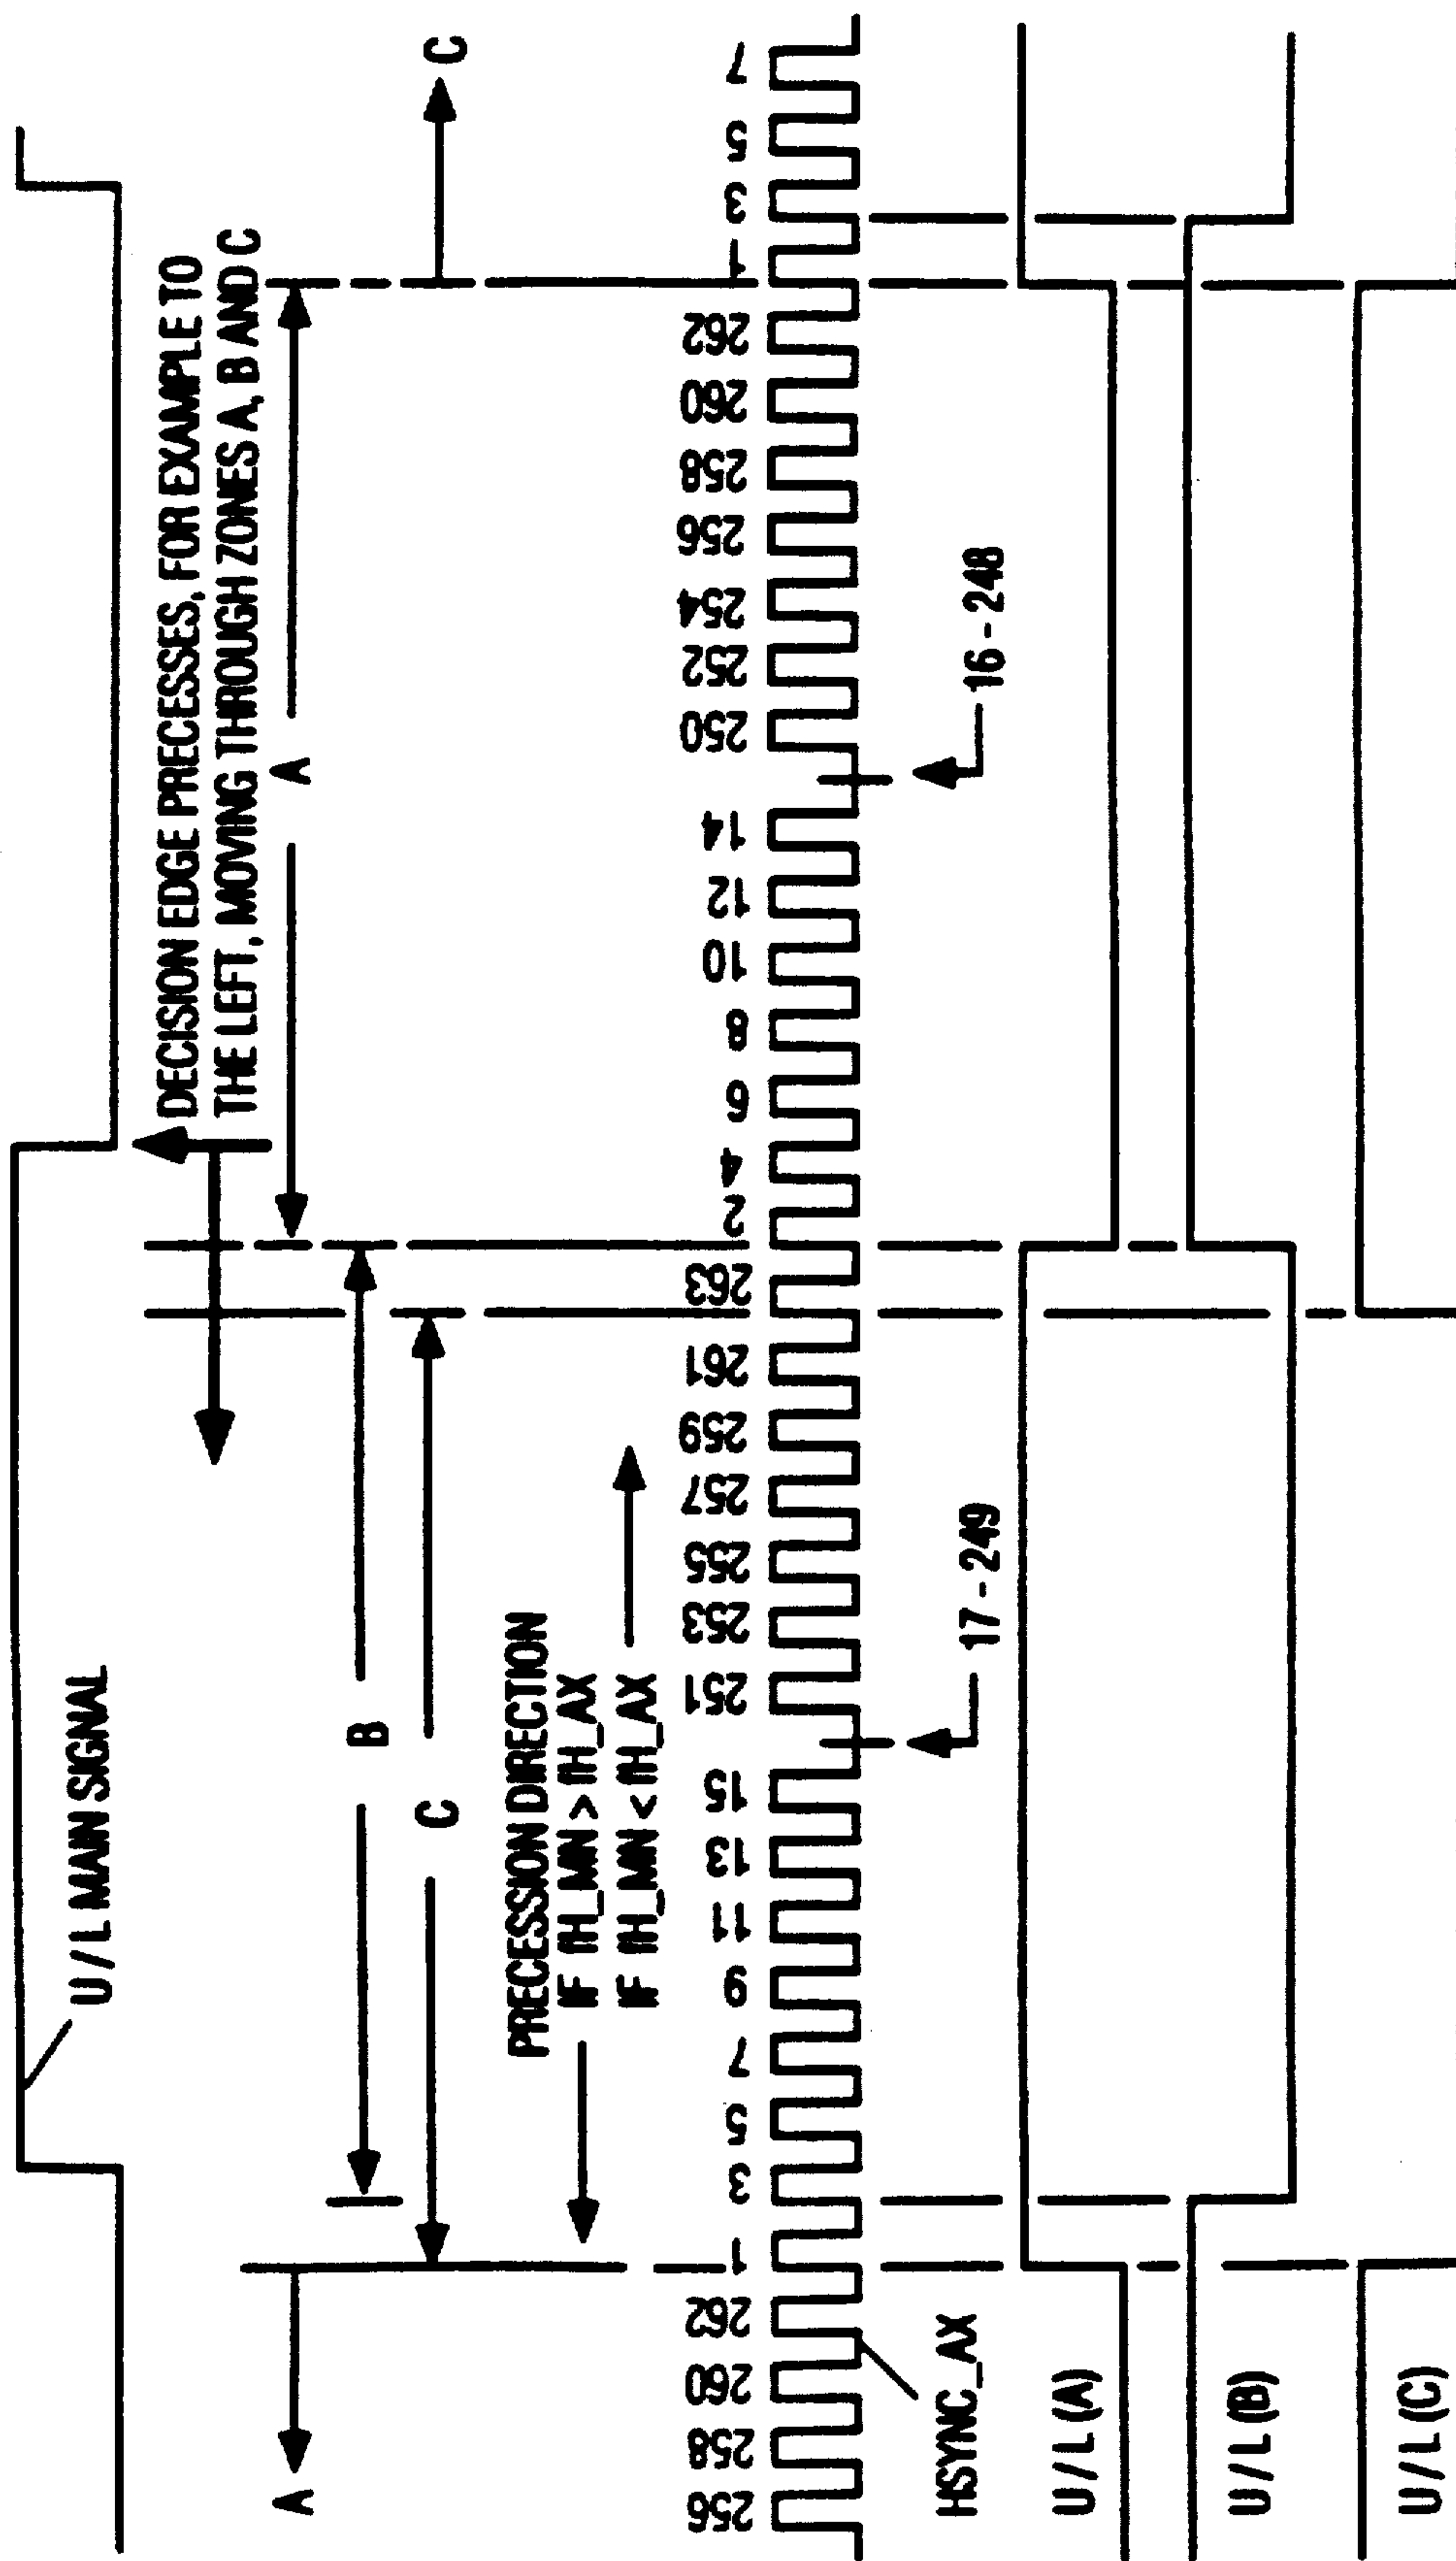 U / L MAIN SIGNAL
DECISION EDGE PRECESSES, FOR EXAMPLE TO
THE LEFT, MOVING THROUGH ZONES A, B AND C
A
A
B
C
C
PRECESSION DIRECTION
IF fH_MN > fH_AX
IF fH_MN < fH_AX
256 258 260 262 1 3 5 7 9 11 13 15 251 253 255 257 259 261 263 2 4 6 8 10 12 14 250 252 254 256 258 260 262 1 3 5 7
HSYNC_AX
17 - 249
16 - 248
U / L (A)
U / L (B)
U / L (C)